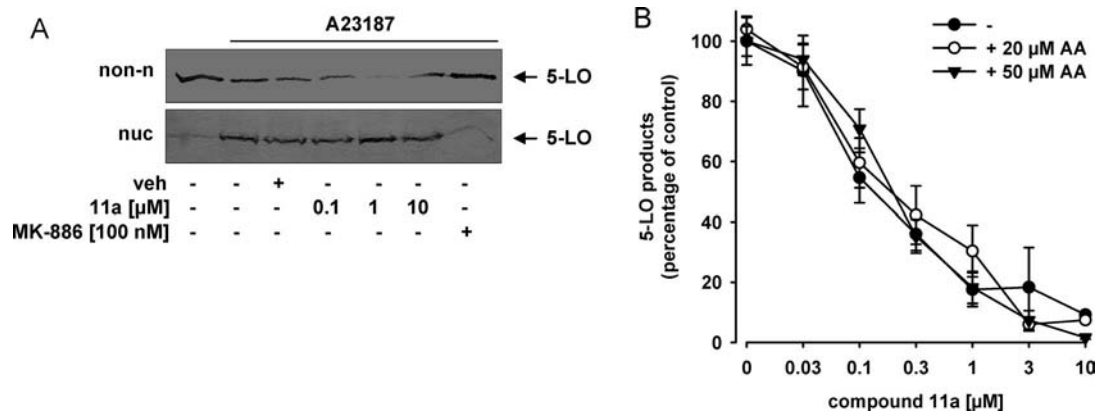 A
A23187
non-n
5-LO
nuc
5-LO
veh - - + - - - -
11a [µM] - - - 0.1 1 10 -
MK-886 [100 nM] - - - - - - +
B
-
+ 20 µM AA
+ 50 µM AA
5-LO products
(percentage of control)
100
80
60
40
20
0
0 0.03 0.1 0.3 1 3 10
compound 11a [µM]